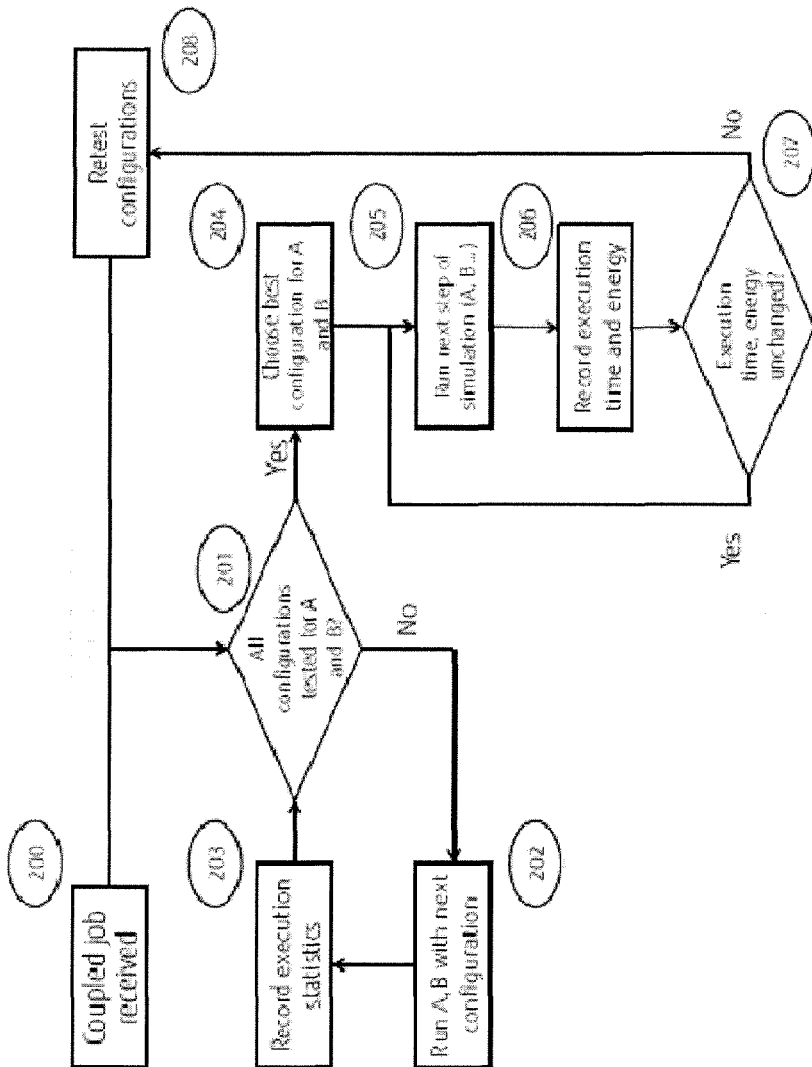 Coupled job
received
200
Retest
configurations
208
Record execution
statistics
203
All
configurations
tested for A
and B?
201
Yes
No
Run A, B with next
configuration
202
Choose best
configuration for A
and B
204
Run next step of
simulation (A, B...)
205
Record execution
time and energy
206
Execution
time, energy
unchanged?
207
Yes
No